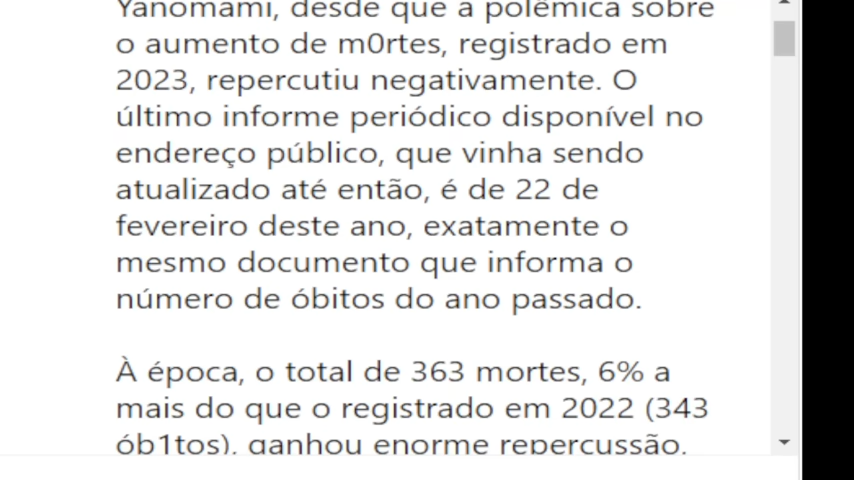 Yanomami, desde que a polêmica sobre
o aumento de m0rtes, registrado em
2023, repercutiu negativamente. O
último informe periódico disponível no
endereço público, que vinha sendo
atualizado até então, é de 22 de
fevereiro deste ano, exatamente o
mesmo documento que informa o
número de óbitos do ano passado.
À época, o total de 363 mortes, 6% a
mais do que o registrado em 2022 (343
ób1tos), ganhou enorme repercussão.